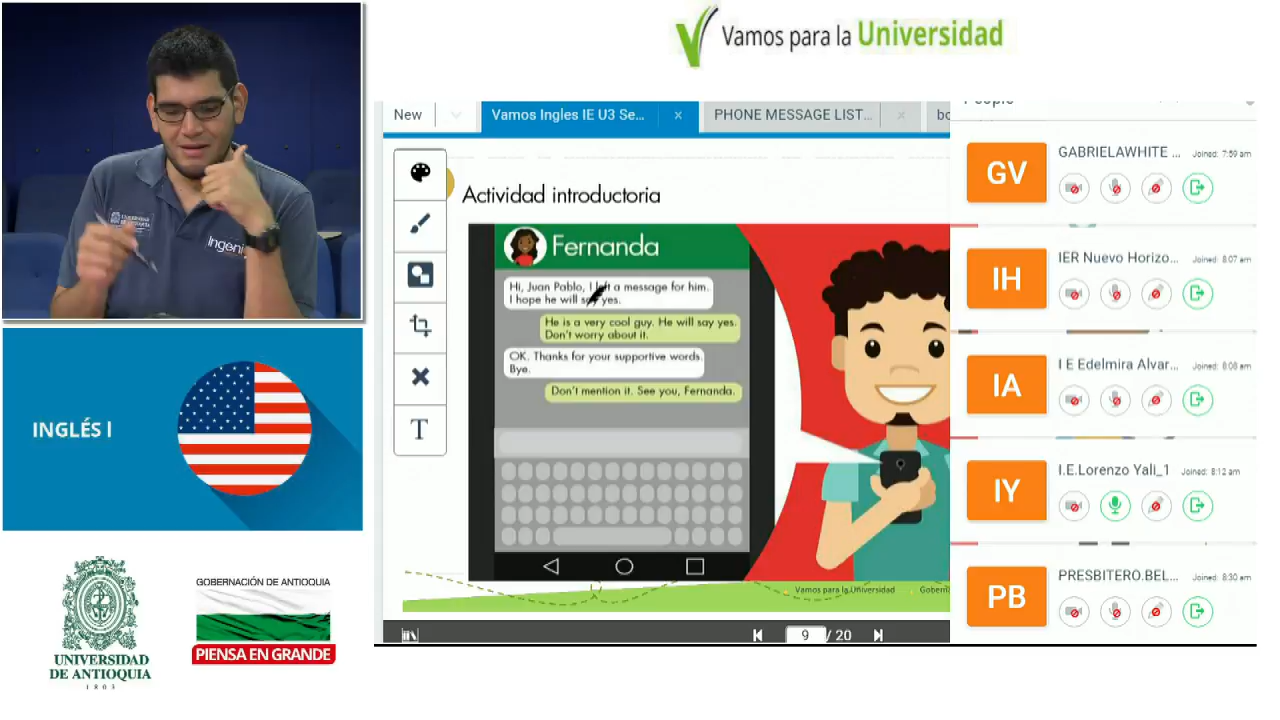 Vamos para la Universidad
New
Vamos Ingles IE U3 Se...
PHONE MESSAGE LIST...
People
GV
GABRIELAWHITE ...
Joined: 7:59 am
IH
IER Nuevo Horizo...
Joined: 8:07 am
IA
I E Edelmira Alvar...
Joined: 8:08 am
IY
I.E.Lorenzo Yali_1
Joined: 8:12 am
PB
PRESBITERO.BEL...
Joined: 8:30 am
Actividad introductoria
Fernanda
Hi, Juan Pablo, I left a message for him.
I hope he will say yes.
He is a very cool guy. He will say yes.
Don't worry about it.
OK. Thanks for your supportive words.
Bye.
Don't mention it. See you, Fernanda.
Vamos para la Universidad
T
9 / 20
UNIVERSIDAD
DE ANTIOQUIA
INGLÉS I
UNIVERSIDAD
DE ANTIOQUIA
1803
GOBERNACIÓN DE ANTIOQUIA
PIENSA EN GRANDE